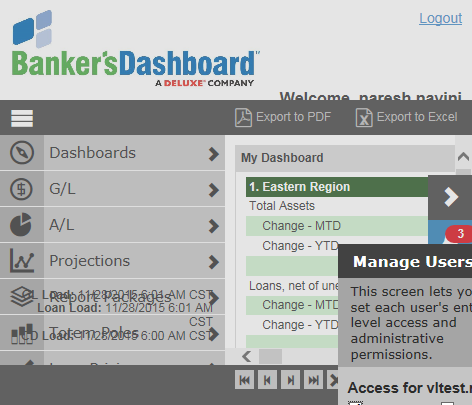 Logout
Banker'sDashboard™
A DELUXE® COMPANY
Welcome, paresh navini
Export to PDF
Export to Excel
Dashboards
G/L
A/L
Projections
Report Packages
Totem Poles
GL Load: 11/28/2015 6:01 AM CST
Loan Load: 11/28/2015 6:01 AM
CST
CD Load: 11/28/2015 6:00 AM CST
My Dashboard
1. Eastern Region
Total Assets
Change - MTD
Change - YTD
Loans, net of une
Change - MTD
Change - YTD
3
Manage Users
This screen lets yo
set each user's ent
level access and
administrative
permissions.
Access for vltest.